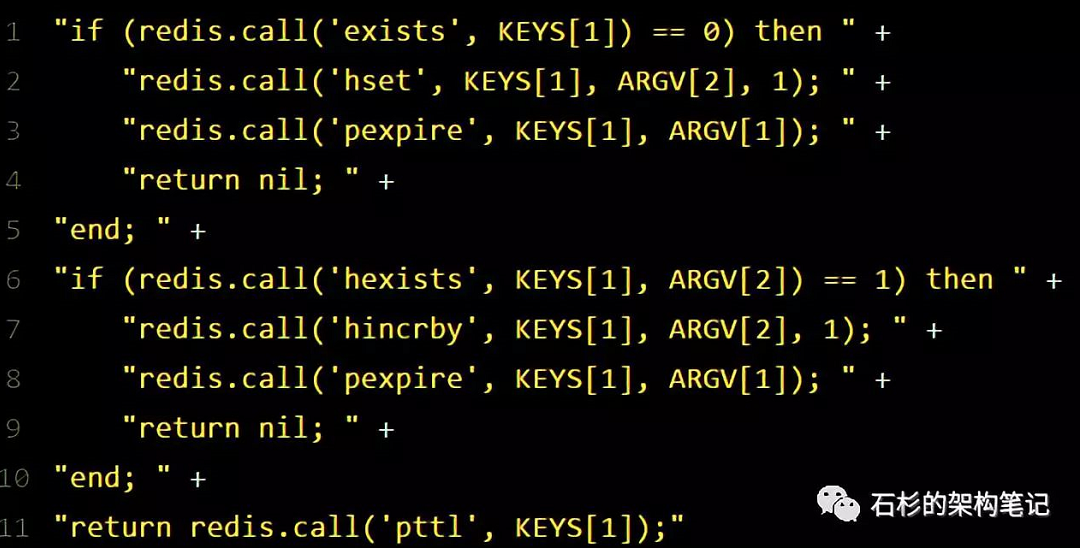 1 "if (redis.call('exists', KEYS[1]) == 0) then " +
2 "redis.call('hset', KEYS[1], ARGV[2], 1); " +
3 "redis.call('pexpire', KEYS[1], ARGV[1]); " +
4 "return nil; " +
5 "end; " +
6 "if (redis.call('hexists', KEYS[1], ARGV[2]) == 1) then " +
7 "redis.call('hincrby', KEYS[1], ARGV[2], 1); " +
8 "redis.call('pexpire', KEYS[1], ARGV[1]); " +
9 "return nil; " +
10 "end; " +
11 "return redis.call('pttl', KEYS[1]);"
石杉的架构笔记